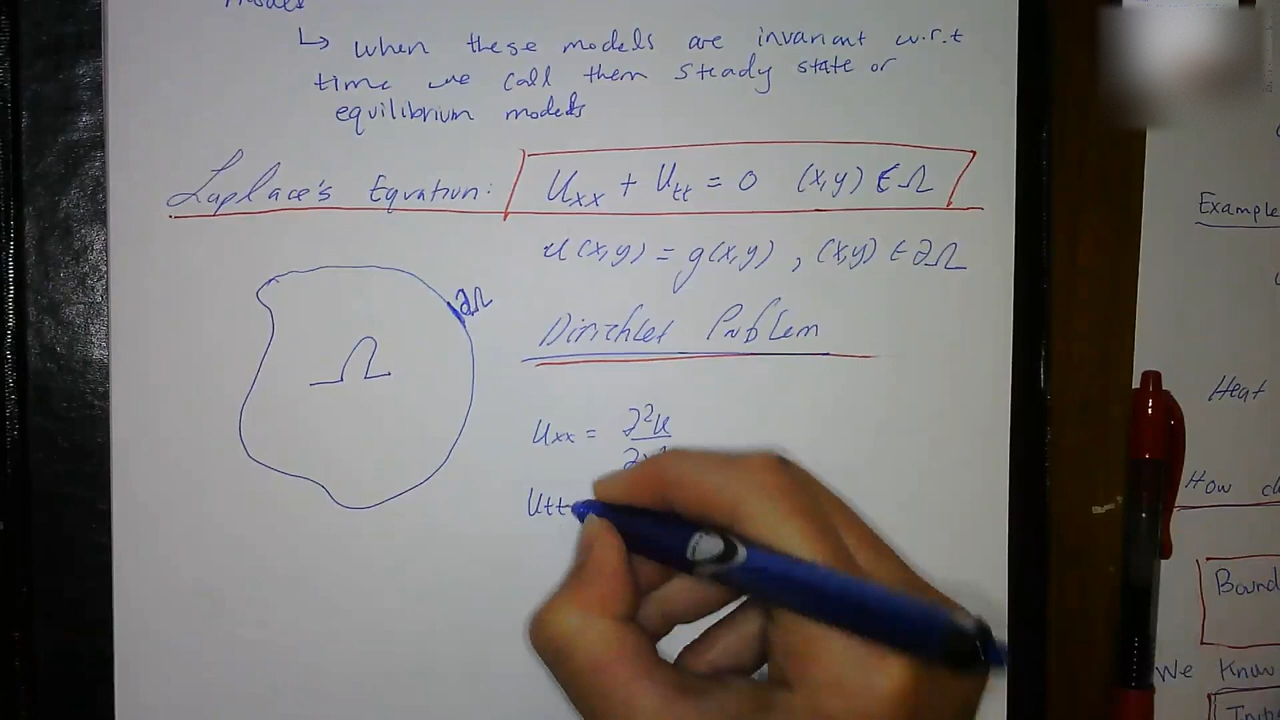 ↳ when these models are invariant w.r.t
time we call them steady state or
equilibrium models
Laplace's Equation: Uxx + Utt = 0 (x,y) ∈ Ω
u(x,y) = g(x,y), (x,y) ∈ ∂Ω
∂Ω
Dirichlet Problem
Ω
Uxx = ∂²u
Utt
Example
Heat
How
Bound
We Know